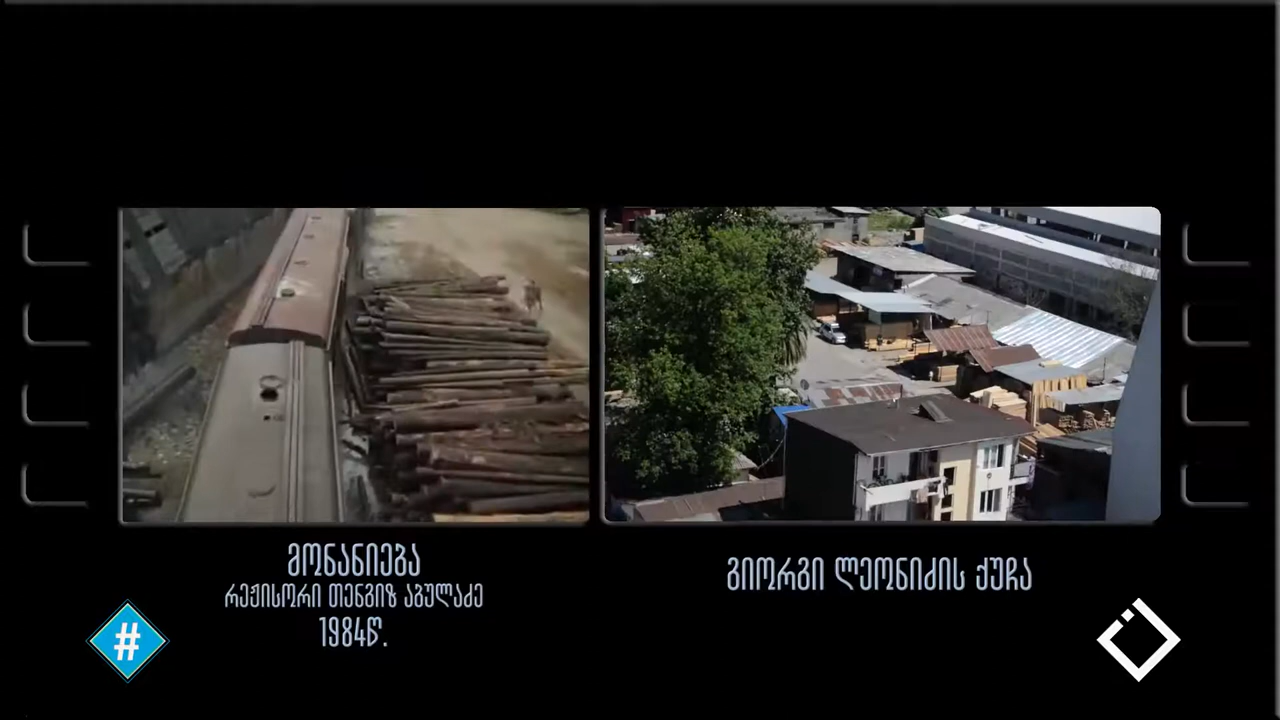 მონანიება
რეჟისორი თენგიზ აბულაძე
1984წ.
გიორგი ლეონიძის ქუჩა
#